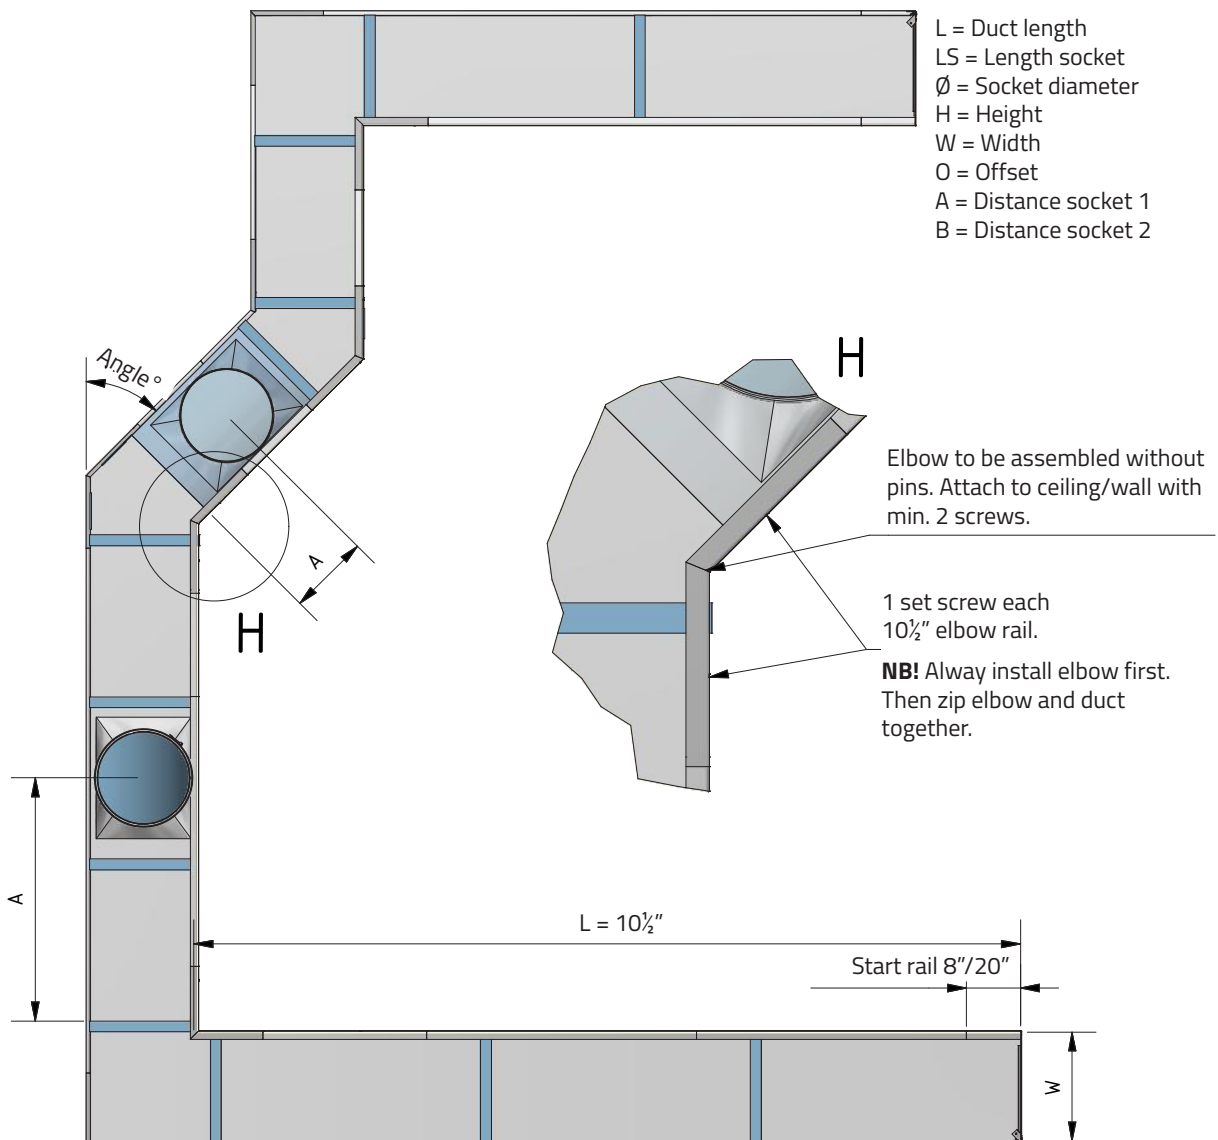 L = Duct length
LS = Length socket
Ø = Socket diameter
H = Height
W = Width
O = Offset
A = Distance socket 1
B = Distance socket 2
Angle°
H
A
H
Elbow to be assembled without
pins. Attach to ceiling/wall with
min. 2 screws.
1 set screw each
10½” elbow rail.
NB! Alway install elbow first.
Then zip elbow and duct
together.
A
L = 10½”
Start rail 8”/20”
W